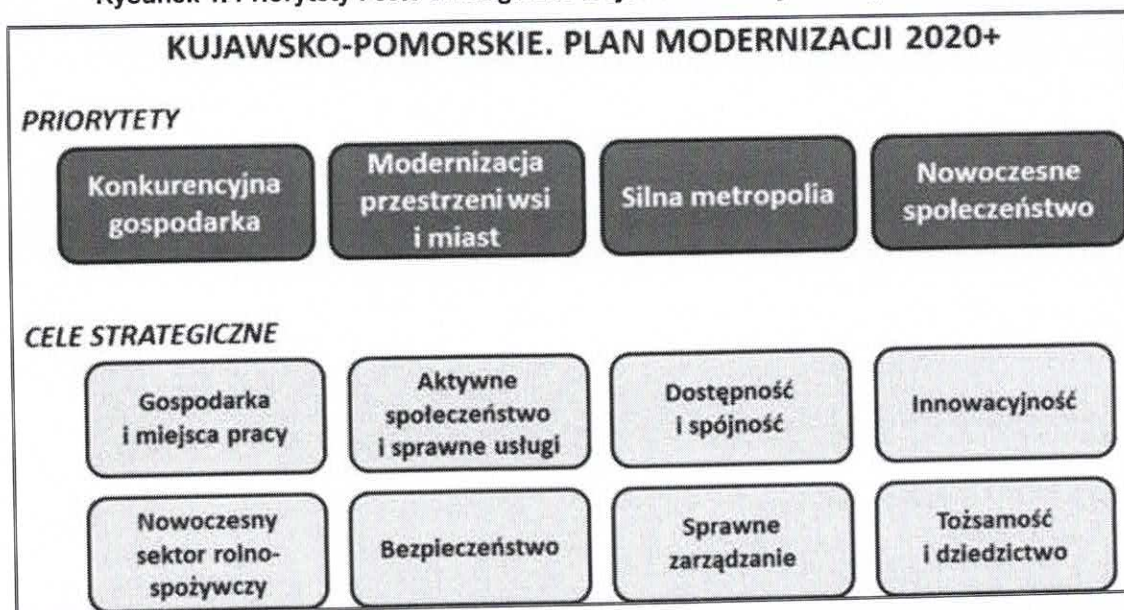 KUJAWSKO-POMORSKIE. PLAN MODERNIZACJI 2020+
PRIORYTETY
Konkurencyjna
gospodarka
Modernizacja
przestrzeni wsi
i miast
Silna metropolia
Nowoczesne
społeczeństwo
CELE STRATEGICZNE
Gospodarka
i miejsca pracy
Aktywne
społeczeństwo
i sprawne usługi
Dostępność
i spójność
Innowacyjność
Nowoczesny
sektor rolno-
spożywczy
Bezpieczeństwo
Sprawne
zarządzanie
Tożsamość
i dziedzictwo